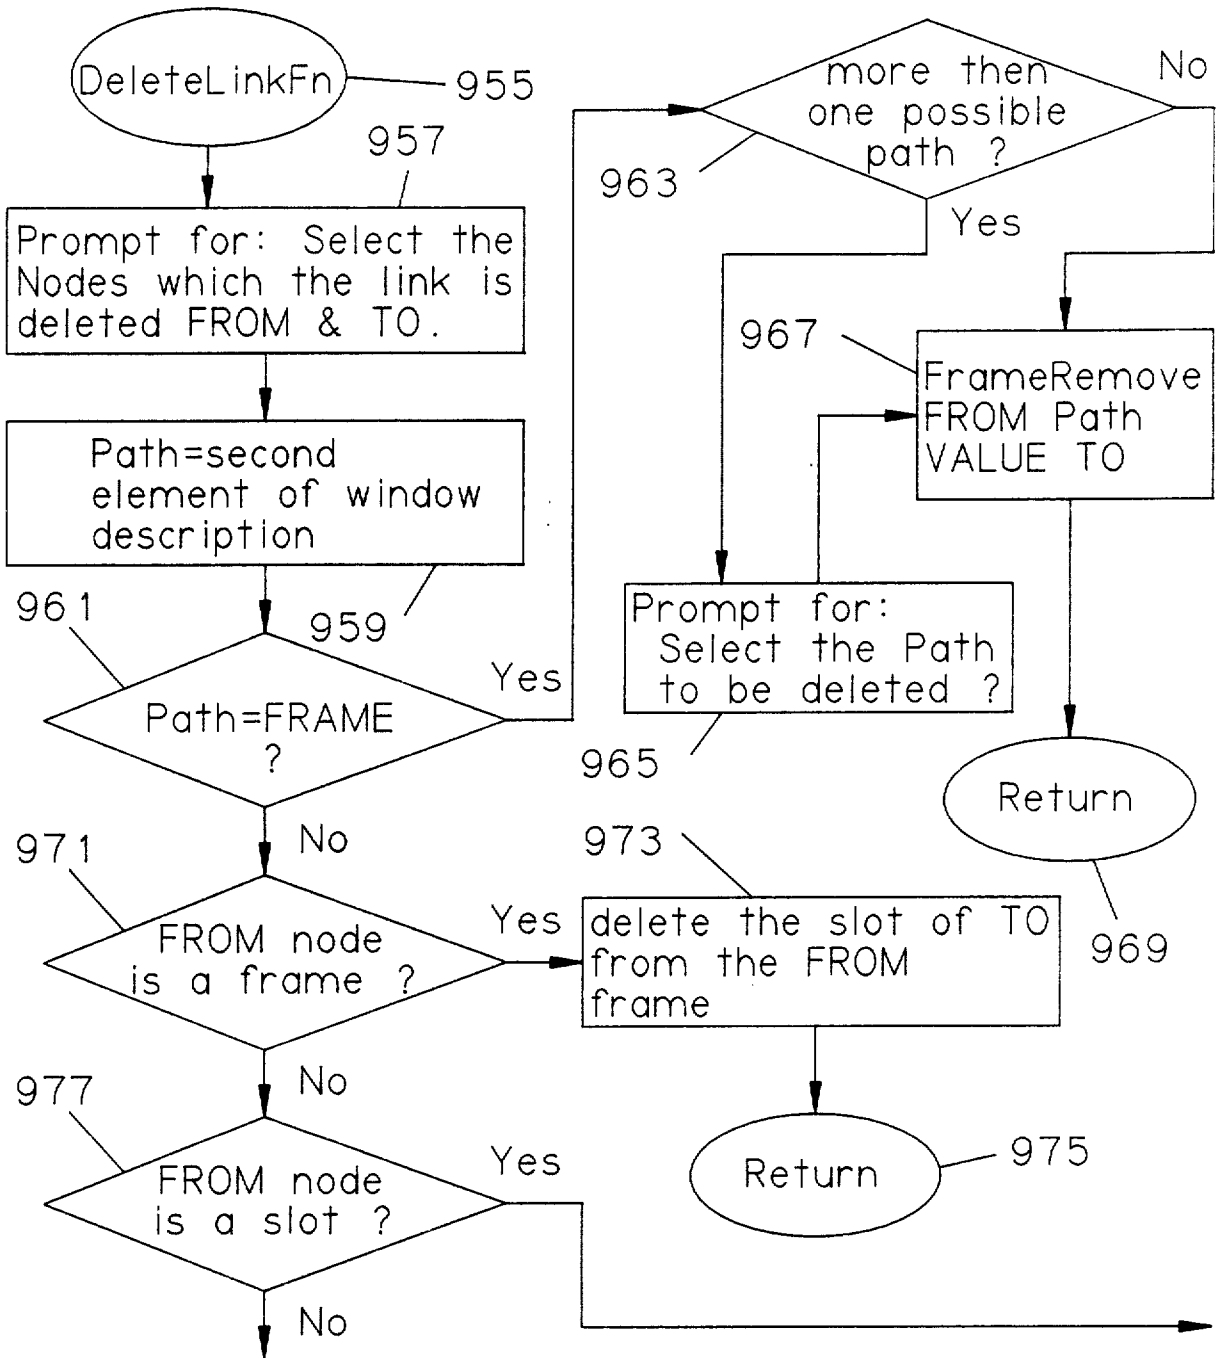 DeleteLinkFn
955
957
Prompt for: Select the
Nodes which the link is
deleted FROM & TO.
Path=second
element of window
description
959
961
Path=FRAME
?
Yes
No
more then
one possible
path ?
963
No
Yes
967
FrameRemove
FROM Path
VALUE TO
Prompt for:
Select the Path
to be deleted ?
965
Return
969
971
FROM node
is a frame ?
Yes
No
973
delete the slot of TO
from the FROM
frame
Return
975
977
FROM node
is a slot ?
Yes
No